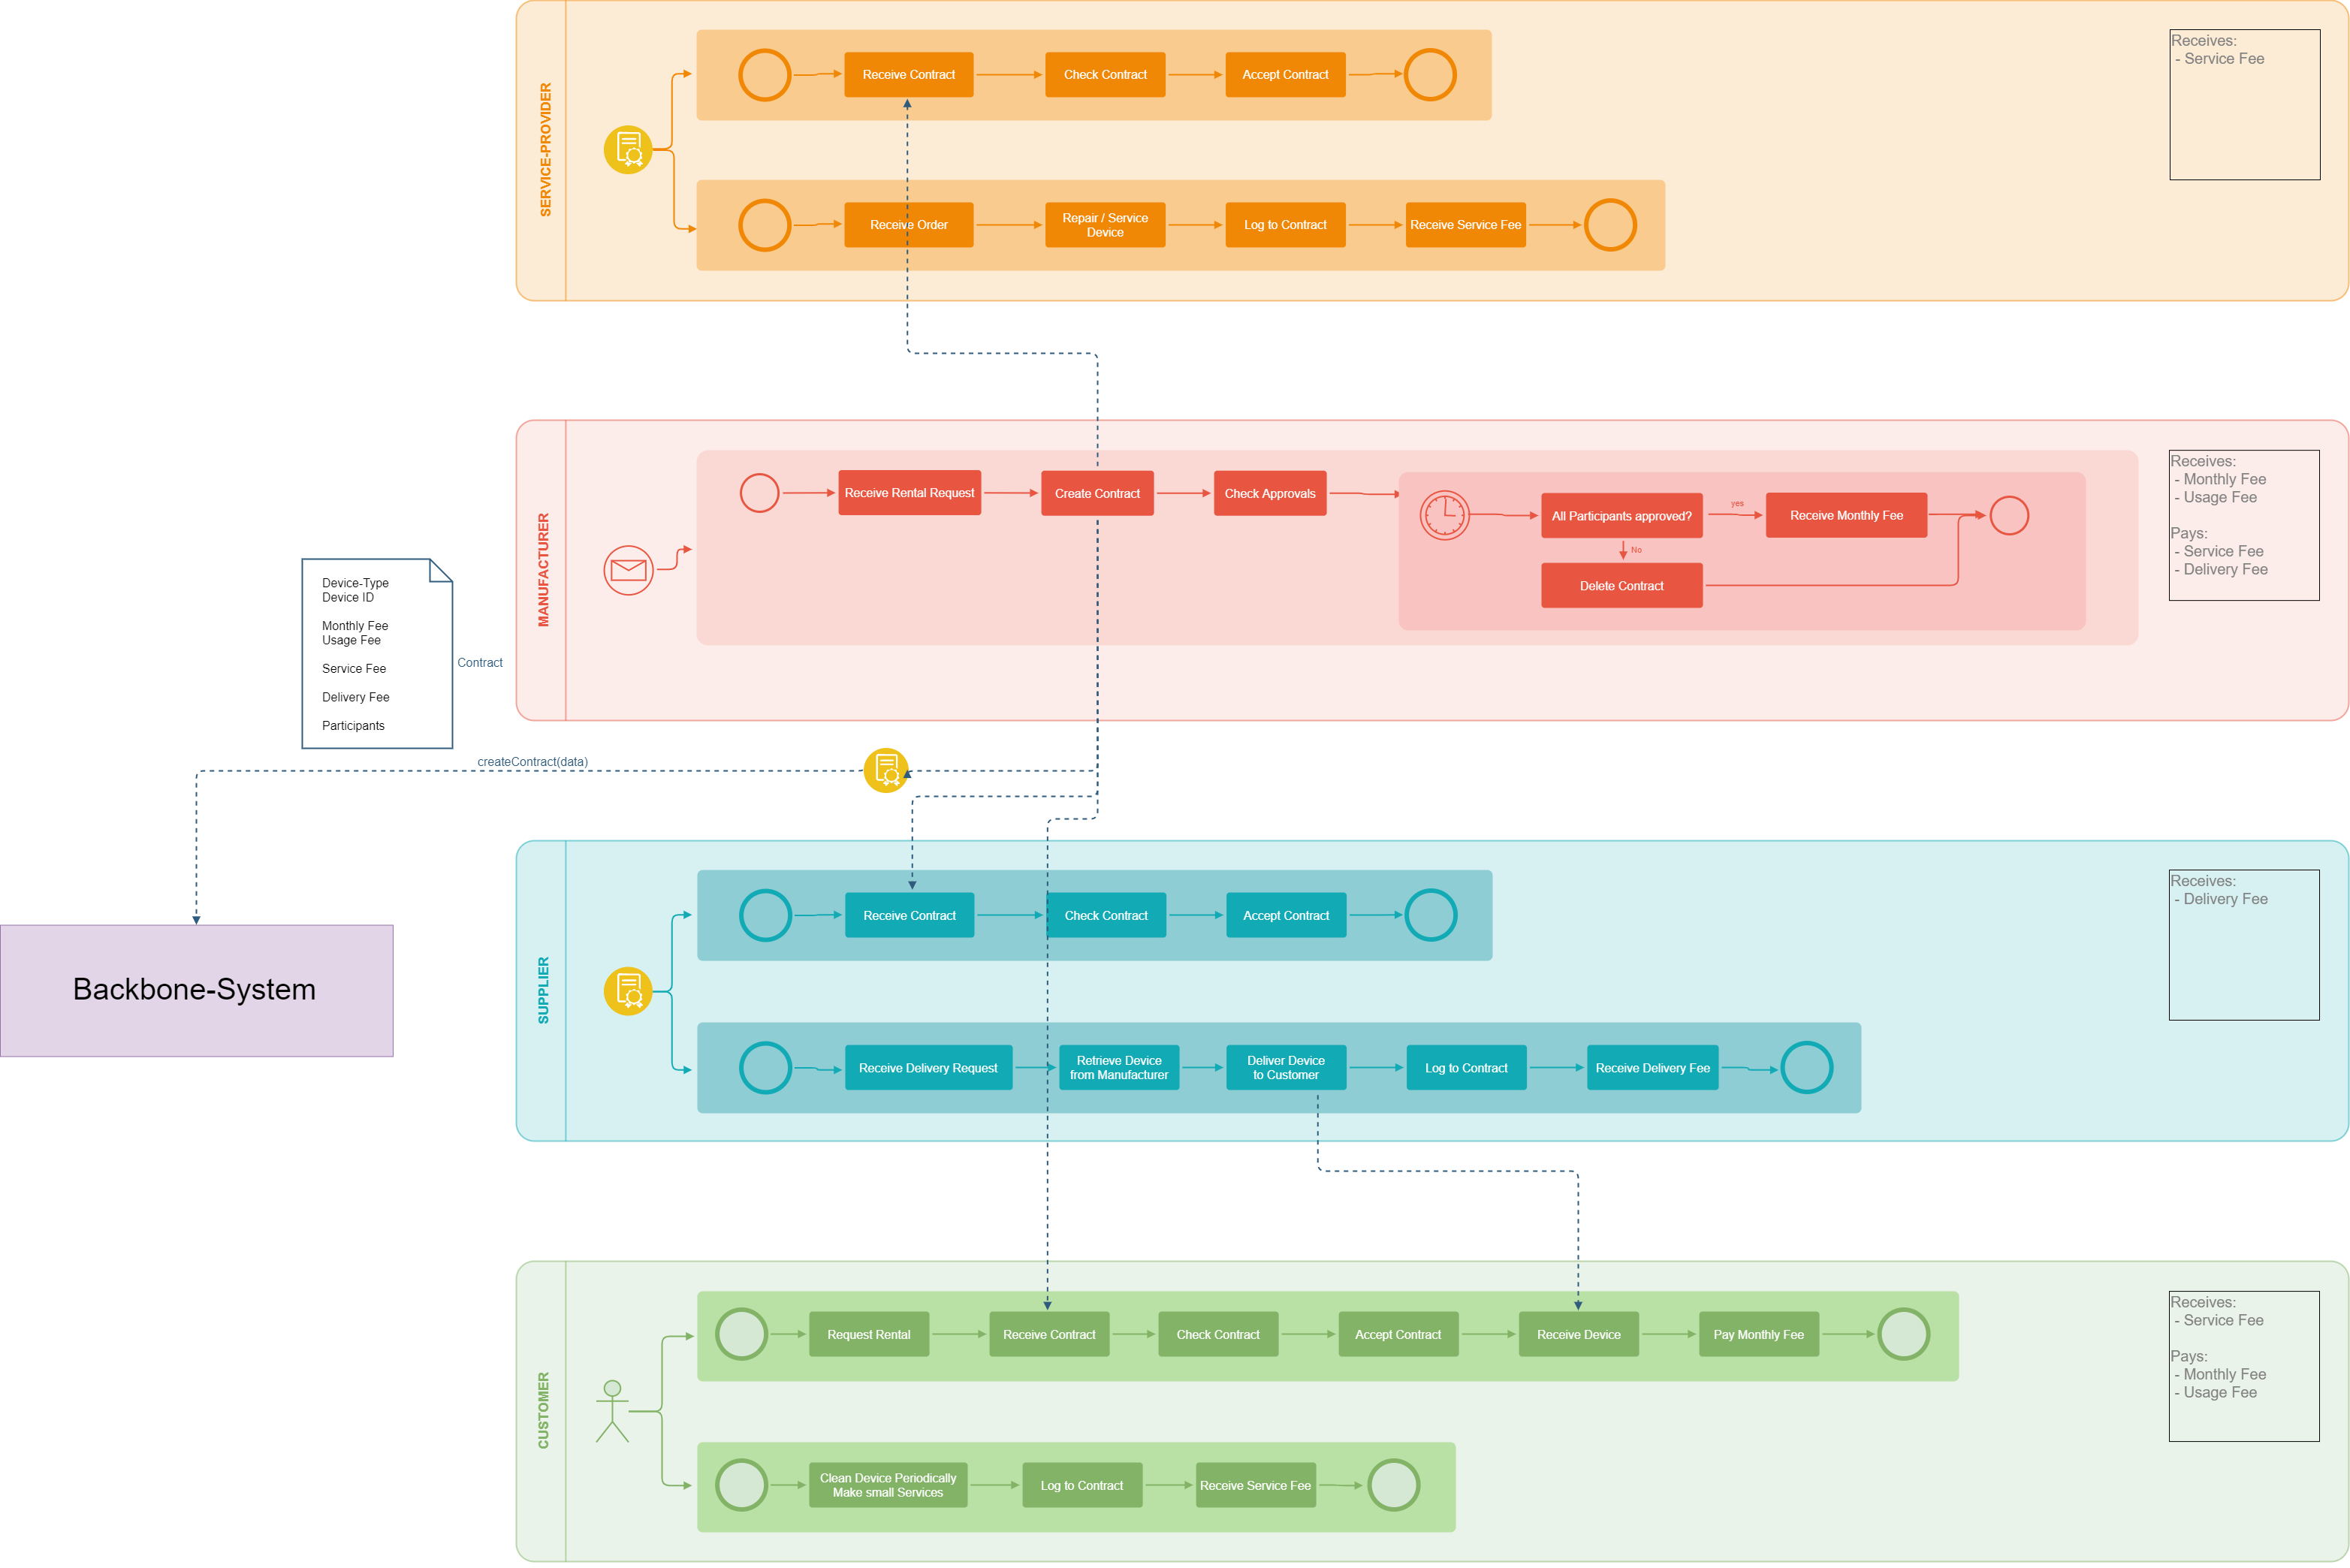 SERVICE-PROVIDER
Receive Contract
Check Contract
Accept Contract
Receive Order
Repair / Service
Device
Log to Contract
Receive Service Fee
Receives:
- Service Fee
MANUFACTURER
Receive Rental Request
Create Contract
Check Approvals
All Participants approved?
yes
Receive Monthly Fee
No
Delete Contract
Receives:
- Monthly Fee
- Usage Fee
Pays:
- Service Fee
- Delivery Fee
Device-Type
Device ID
Monthly Fee
Usage Fee
Service Fee
Delivery Fee
Participants
Contract
createContract(data)
Backbone-System
SUPPLIER
Receive Contract
Check Contract
Accept Contract
Receive Delivery Request
Retrieve Device
from Manufacturer
Deliver Device
to Customer
Log to Contract
Receive Delivery Fee
Receives:
- Delivery Fee
CUSTOMER
Request Rental
Receive Contract
Check Contract
Accept Contract
Receive Device
Pay Monthly Fee
Clean Device Periodically
Make small Services
Log to Contract
Receive Service Fee
Receives:
- Service Fee
Pays:
- Monthly Fee
- Usage Fee